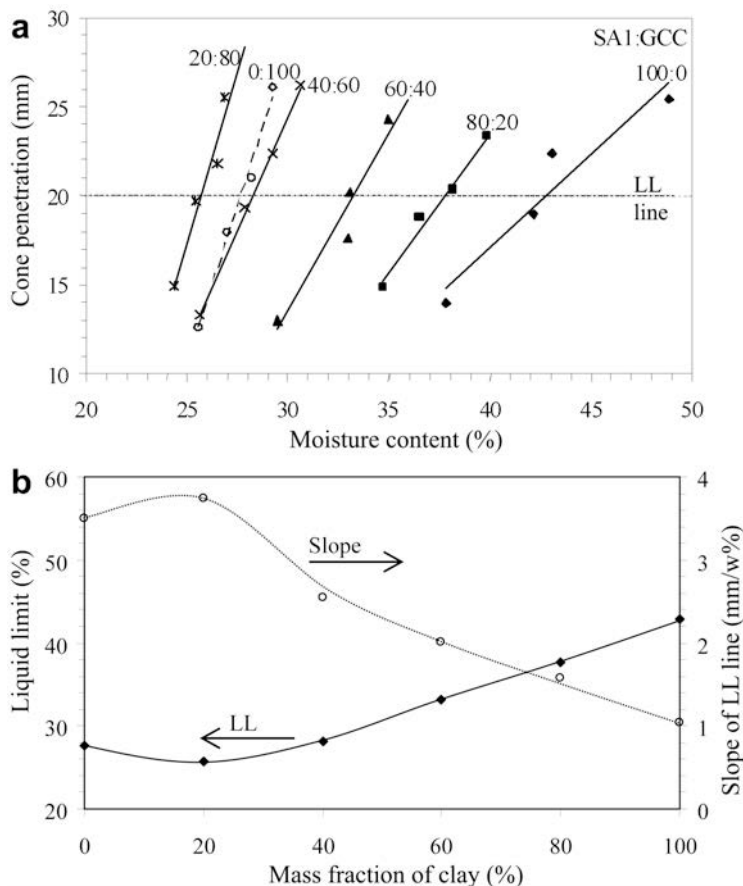 a
SA1:GCC
20:80
0:100
40:60
60:40
80:20
100:0
LL
line
Cone penetration (mm)
30
25
20
15
10
20 25 30 35 40 45 50
Moisture content (%)
b
Liquid limit (%)
60
50
40
30
20
Slope
LL
4
3
2
1
0
Slope of LL line (mm/w%)
0 20 40 60 80 100
Mass fraction of clay (%)